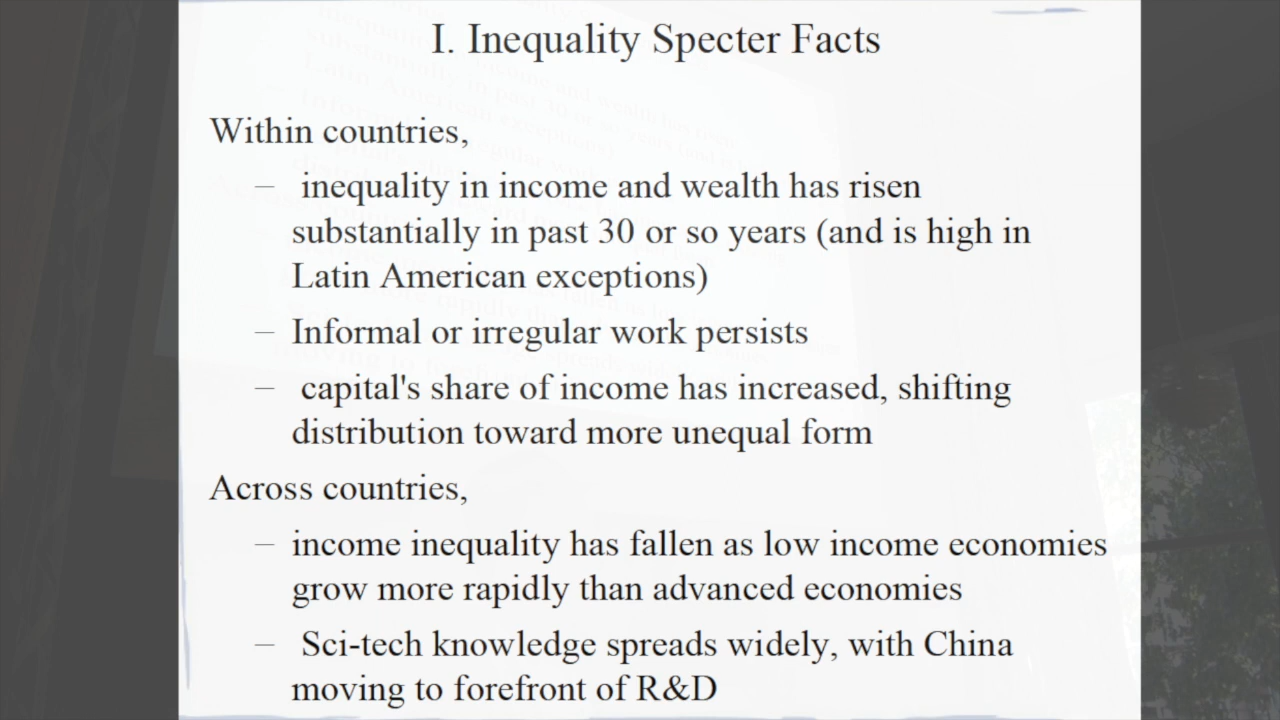 I. Inequality Specter Facts
Within countries,
– inequality in income and wealth has risen
substantially in past 30 or so years (and is high in
Latin American exceptions)
– Informal or irregular work persists
– capital's share of income has increased, shifting
distribution toward more unequal form
Across countries,
– income inequality has fallen as low income economies
grow more rapidly than advanced economies
– Sci-tech knowledge spreads widely, with China
moving to forefront of R&D